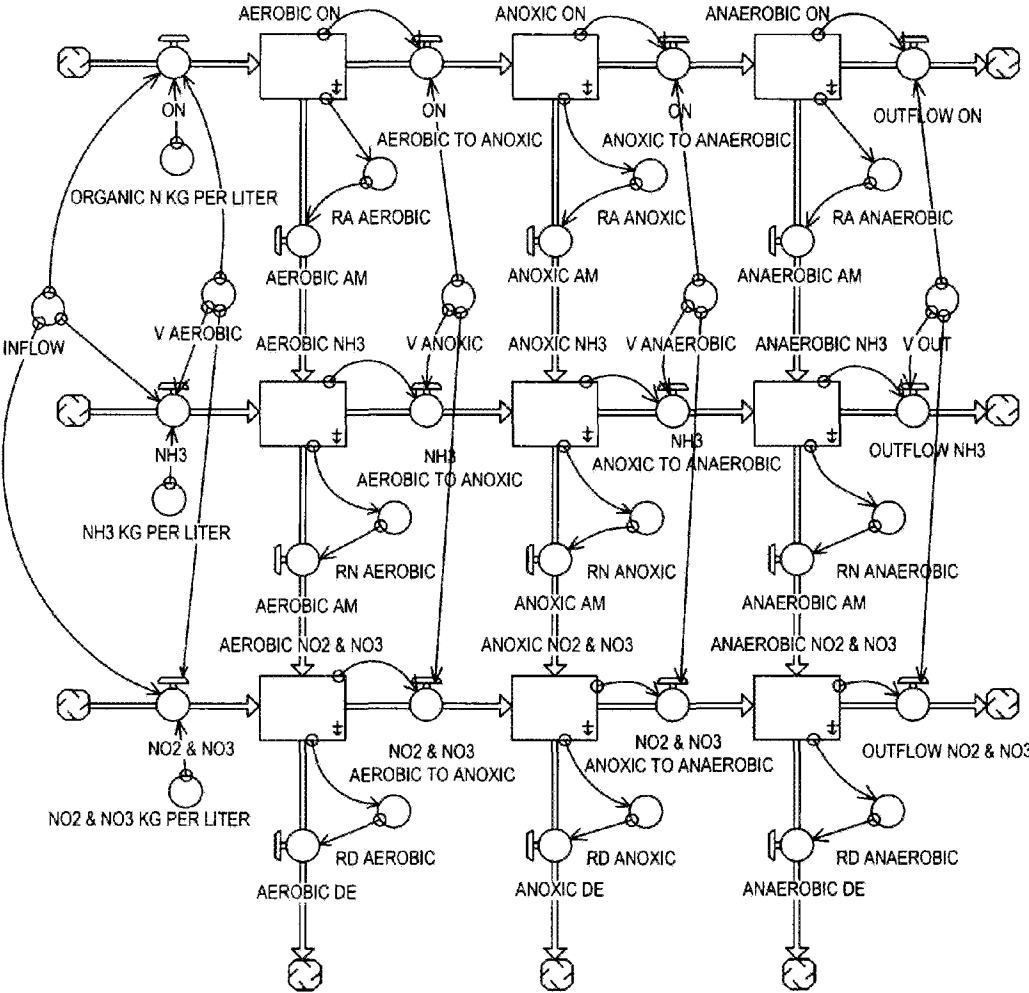 AEROBIC ON
ANOXIC ON
ANAEROBIC ON
ON
ON
ON
OUTFLOW ON
AEROBIC TO ANOXIC
ANOXIC TO ANAEROBIC
ORGANIC N KG PER LITER
RA AEROBIC
RA ANOXIC
RA ANAEROBIC
AEROBIC AM
ANOXIC AM
ANAEROBIC AM
INFLOW
V AEROBIC
AEROBIC NH3
V ANOXIC
ANOXIC NH3
V ANAEROBIC
ANAEROBIC NH3
V OUT
NH3
NH3
NH3
OUTFLOW NH3
AEROBIC TO ANOXIC
ANOXIC TO ANAEROBIC
NH3 KG PER LITER
RN AEROBIC
RN ANOXIC
RN ANAEROBIC
AEROBIC AM
ANOXIC AM
ANAEROBIC AM
AEROBIC NO2 & NO3
ANOXIC NO2 & NO3
ANAEROBIC NO2 & NO3
NO2 & NO3
NO2 & NO3
NO2 & NO3
OUTFLOW NO2 & NO3
AEROBIC TO ANOXIC
ANOXIC TO ANAEROBIC
NO2 & NO3 KG PER LITER
RD AEROBIC
RD ANOXIC
RD ANAEROBIC
AEROBIC DE
ANOXIC DE
ANAEROBIC DE